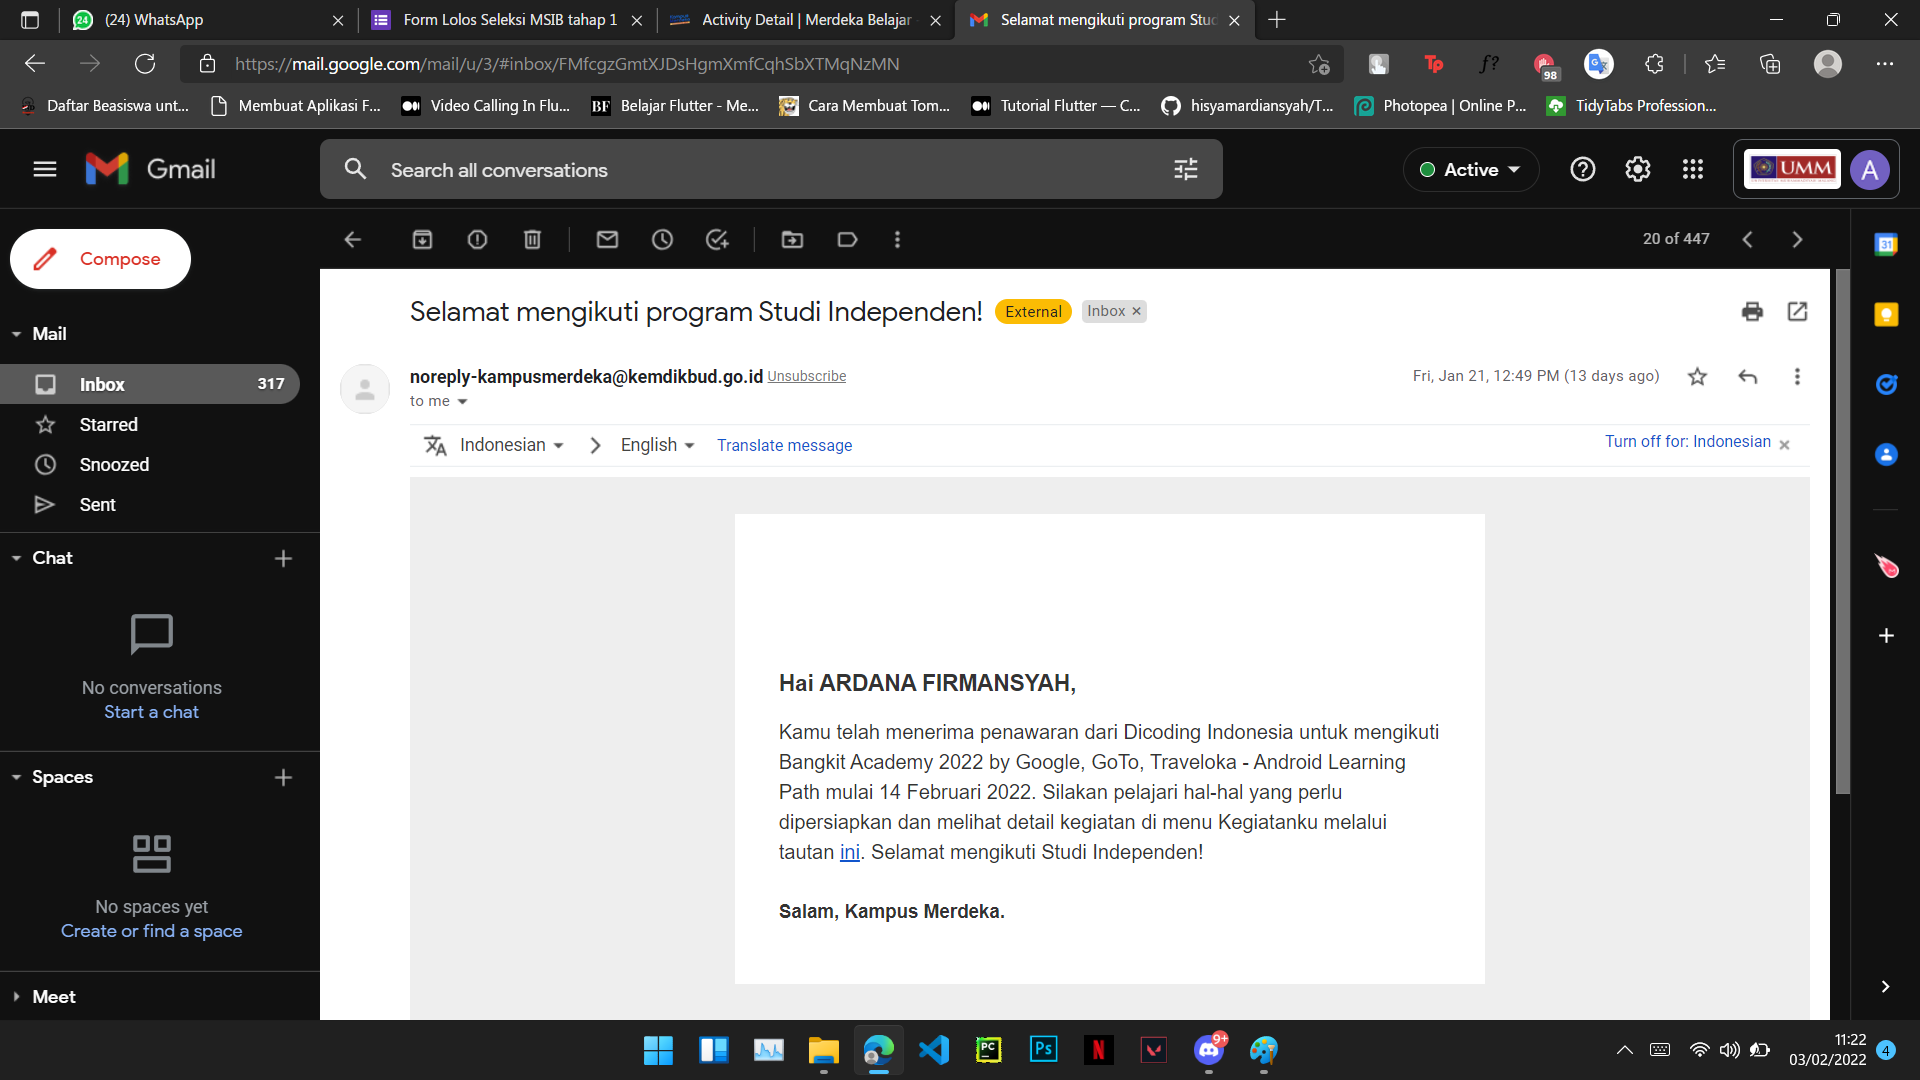 (24) WhatsApp
Form Lolos Seleksi MSIB tahap 1
Activity Detail | Merdeka Belajar
Selamat mengikuti program Stud
https://mail.google.com/mail/u/3/#inbox/FMfcgzGmtXJDsHgmXmfCqhSbXTMqNzMN
98
Daftar Beasiswa unt...
Membuat Aplikasi F...
Video Calling In Flu...
BF Belajar Flutter - Me...
Cara Membuat Tom...
Tutorial Flutter — C...
hisyamardiansyah/T...
Photopea | Online P...
TidyTabs Profession...
Gmail
Search all conversations
Active
UMM
A
Compose
20 of 447
31
Mail
Inbox 317
Starred
Snoozed
Sent
Chat
No conversations
Start a chat
Spaces
No spaces yet
Create or find a space
Meet
Selamat mengikuti program Studi Independen! External Inbox
noreply-kampusmerdeka@kemdikbud.go.id Unsubscribe
Fri, Jan 21, 12:49 PM (13 days ago)
to me
Indonesian English Translate message
Turn off for: Indonesian
Hai ARDANA FIRMANSYAH,
Kamu telah menerima penawaran dari Dicoding Indonesia untuk mengikuti
Bangkit Academy 2022 by Google, GoTo, Traveloka - Android Learning
Path mulai 14 Februari 2022. Silakan pelajari hal-hal yang perlu
dipersiapkan dan melihat detail kegiatan di menu Kegiatanku melalui
tautan ini. Selamat mengikuti Studi Independen!
Salam, Kampus Merdeka.
PC
Ps
N
9+
11:22
03/02/2022
4